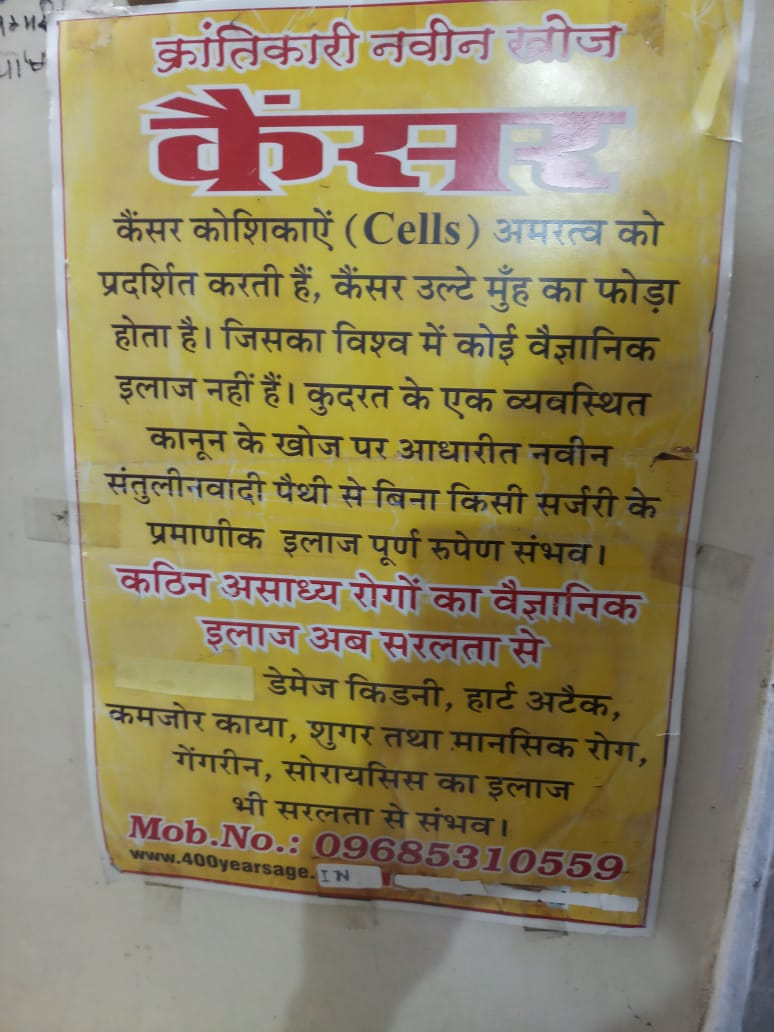 क्रांतिकारी नवीन खोज
कैंसर
कैंसर कोशिकाऐं (Cells) अमरत्व को
प्रदर्शित करती हैं, कैंसर उल्टे मुँह का फोड़ा
होता है। जिसका विश्व में कोई वैज्ञानिक
इलाज नहीं हैं। कुदरत के एक व्यवस्थित
कानून के खोज पर आधारीत नवीन
संतुलीनवादी पैथी से बिना किसी सर्जरी के
प्रमाणीक इलाज पूर्ण रुपेण संभव।
कठिन असाध्य रोगों का वैज्ञानिक
इलाज अब सरलता से
डेमेज किडनी, हार्ट अटैक,
कमजोर काया, शुगर तथा मानसिक रोग,
गेंगरीन, सोरायसिस का इलाज
भी सरलता से संभव।
Mob.No.: 09685310559
www.400yearsage.IN